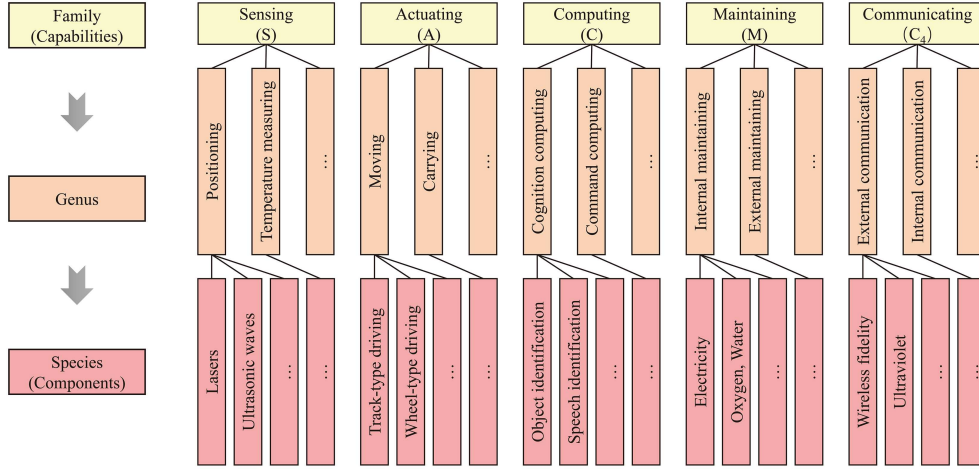 Family
(Capabilities)
Sensing
(S)
Actuating
(A)
Computing
(C)
Maintaining
(M)
Communicating
(C₄)
Genus
Positioning
Temperature measuring
...
Moving
Carrying
...
Cognition computing
Command computing
...
Internal maintaining
External maintaining
...
External communication
Internal communication
...
Species
(Components)
Lasers
Ultrasonic waves
...
...
Track-type driving
Wheel-type driving
...
...
Object identification
Speech identification
...
...
Electricity
Oxygen, Water
...
...
Wireless fidelity
Ultraviolet
...
...